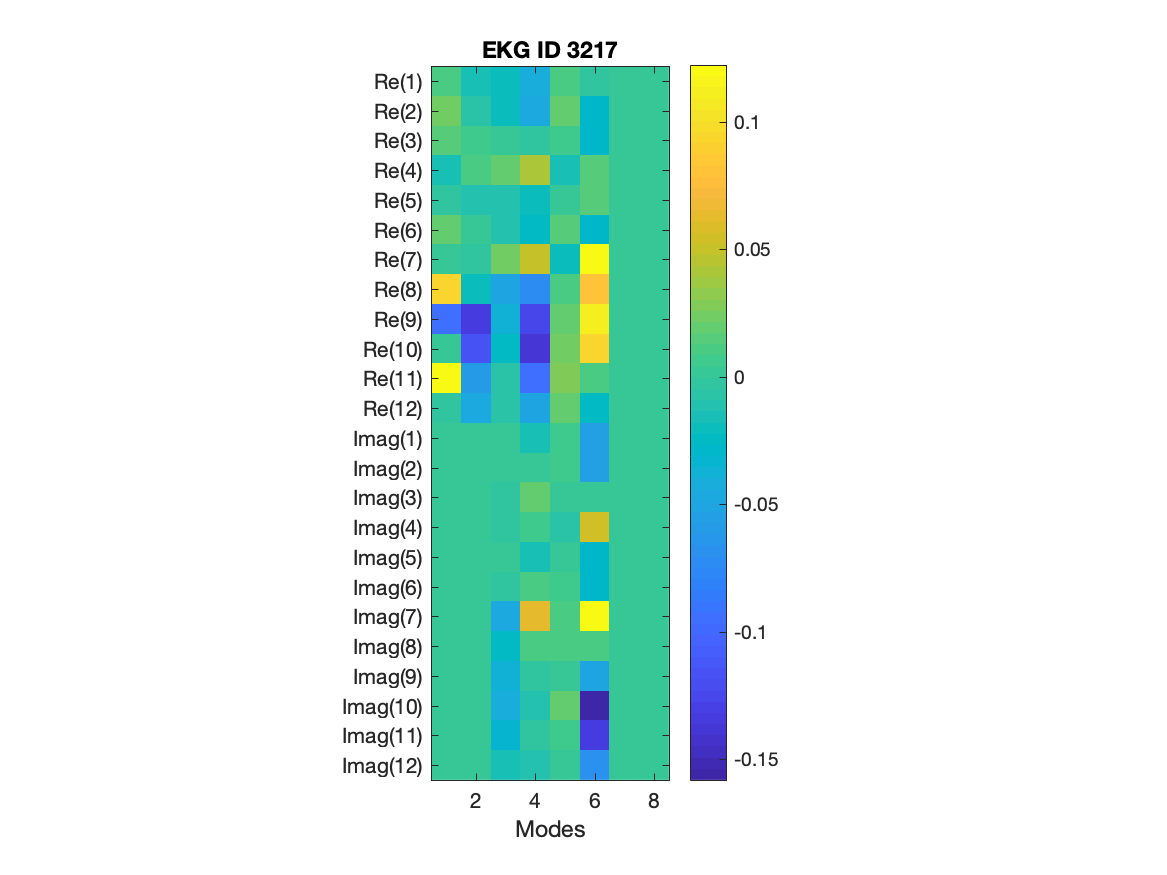 EKG ID 3217
Re(1)
Re(2)
Re(3)
Re(4)
Re(5)
Re(6)
Re(7)
Re(8)
Re(9)
Re(10)
Re(11)
Re(12)
Imag(1)
Imag(2)
Imag(3)
Imag(4)
Imag(5)
Imag(6)
Imag(7)
Imag(8)
Imag(9)
Imag(10)
Imag(11)
Imag(12)
2 4 6 8
Modes
0.1
0.05
0
-0.05
-0.1
-0.15